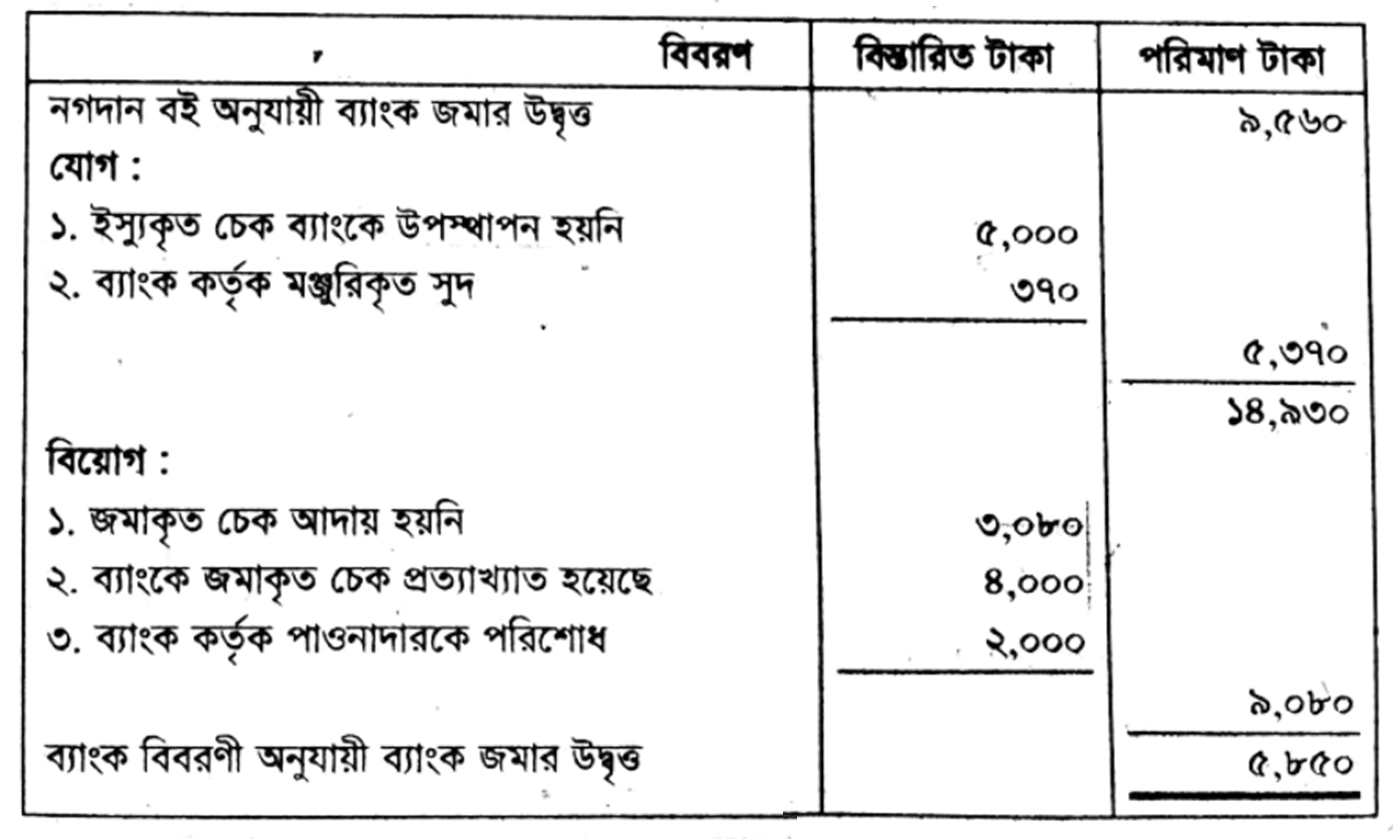 বিবরণ বিস্তারিত টাকা পরিমাণ টাকা
নগদান বই অনুযায়ী ব্যাংক জমার উদ্বৃত্ত ৯,৫৬০
যোগ :
১. ইস্যুকৃত চেক ব্যাংকে উপস্থাপন হয়নি ৫,০০০
২. ব্যাংক কর্তৃক মঞ্জুরিকৃত সুদ ৩৭০
৫,৩৭০
১৪,৯৩০
বিয়োগ :
১. জমাকৃত চেক আদায় হয়নি ৩,০৮০
২. ব্যাংকে জমাকৃত চেক প্রত্যাখ্যাত হয়েছে ৪,০০০
৩. ব্যাংক কর্তৃক পাওনাদারকে পরিশোধ ২,০০০
৯,০৮০
ব্যাংক বিবরণী অনুযায়ী ব্যাংক জমার উদ্বৃত্ত ৫,৮৫০